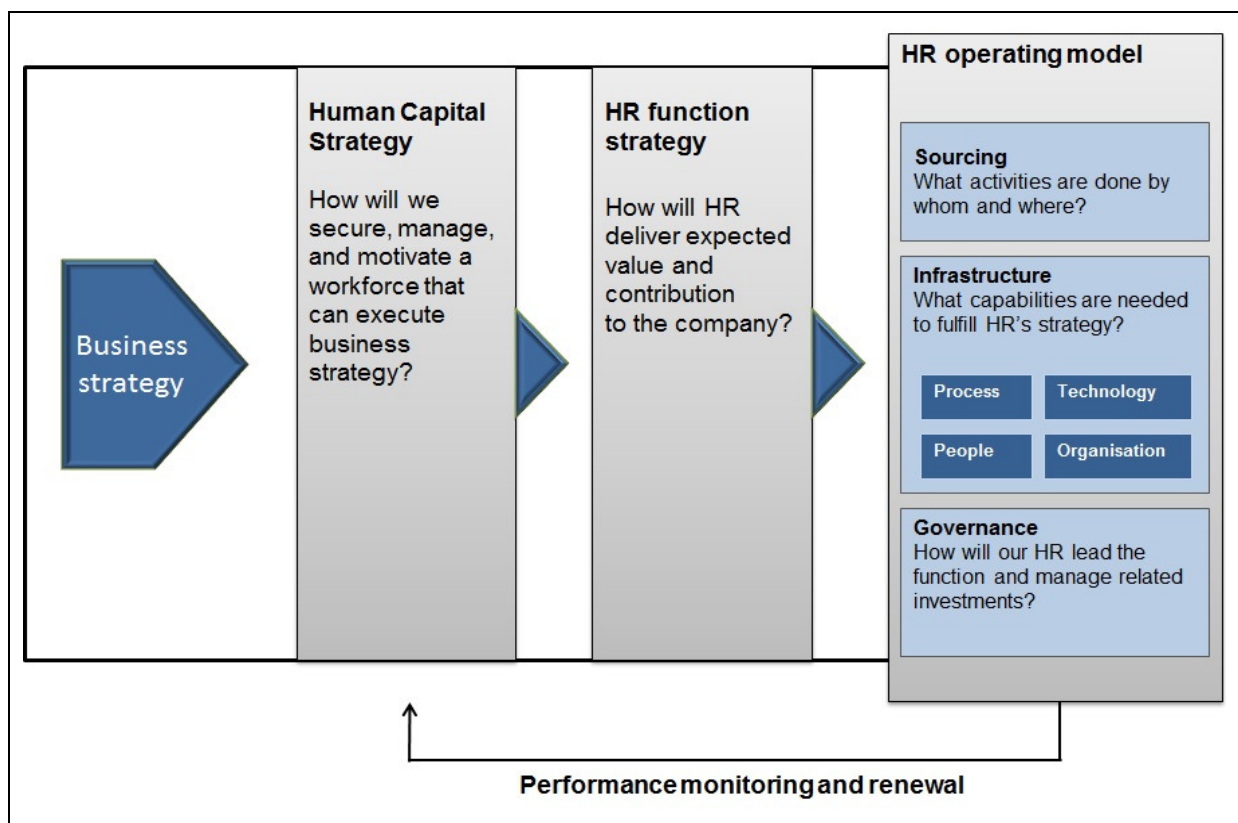 Business
strategy
Human Capital
Strategy
How will we
secure, manage,
and motivate a
workforce that
can execute
business
strategy?
HR function
strategy
How will HR
deliver expected
value and
contribution
to the company?
HR operating model
Sourcing
What activities are done by
whom and where?
Infrastructure
What capabilities are needed
to fulfill HR's strategy?
Process
Technology
People
Organisation
Governance
How will our HR lead the
function and manage related
investments?
Performance monitoring and renewal